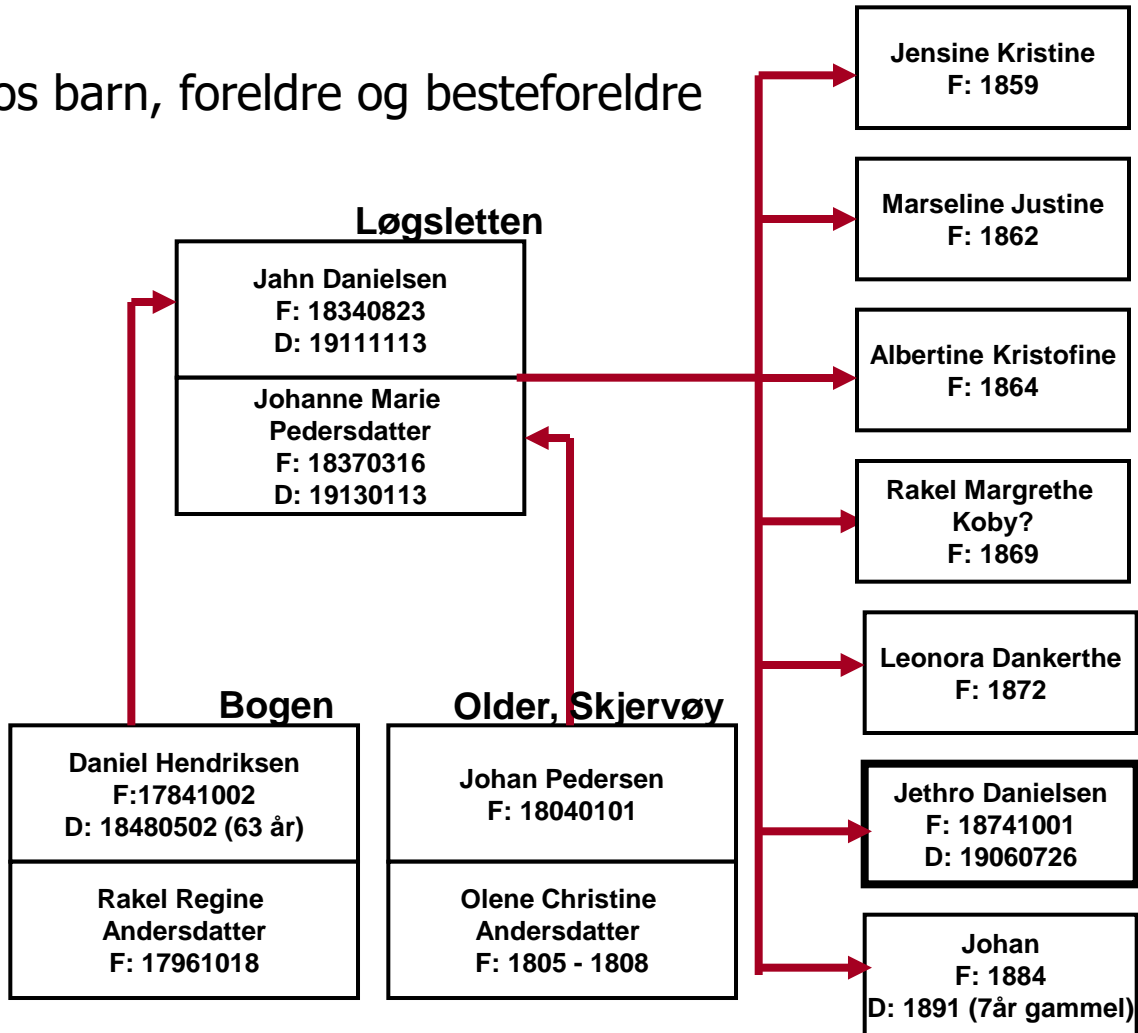 os barn, foreldre og besteforeldre
Løgsletten
Jahn Danielsen
F: 18340823
D: 19111113
Johanne Marie
Pedersdatter
F: 18370316
D: 19130113
Bogen
Daniel Hendriksen
F:17841002
D: 18480502 (63 år)
Rakel Regine
Andersdatter
F: 17961018
Older, Skjervøy
Johan Pedersen
F: 18040101
Olene Christine
Andersdatter
F: 1805 - 1808
Jensine Kristine
F: 1859
Marseline Justine
F: 1862
Albertine Kristofine
F: 1864
Rakel Margrethe
Koby?
F: 1869
Leonora Dankerthe
F: 1872
Jethro Danielsen
F: 18741001
D: 19060726
Johan
F: 1884
D: 1891 (7år gammel)